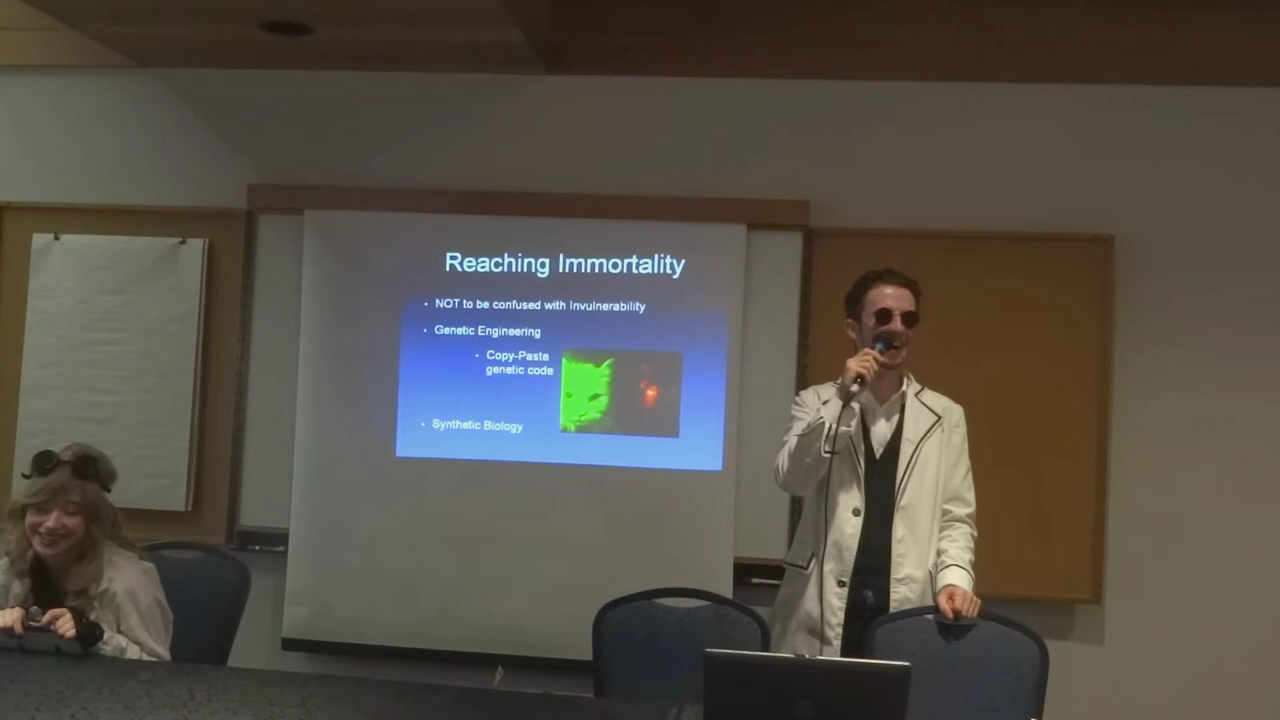 Reaching Immortality
• NOT to be confused with Invulnerability
• Genetic Engineering
• Copy-Paste
genetic code
• Synthetic Biology